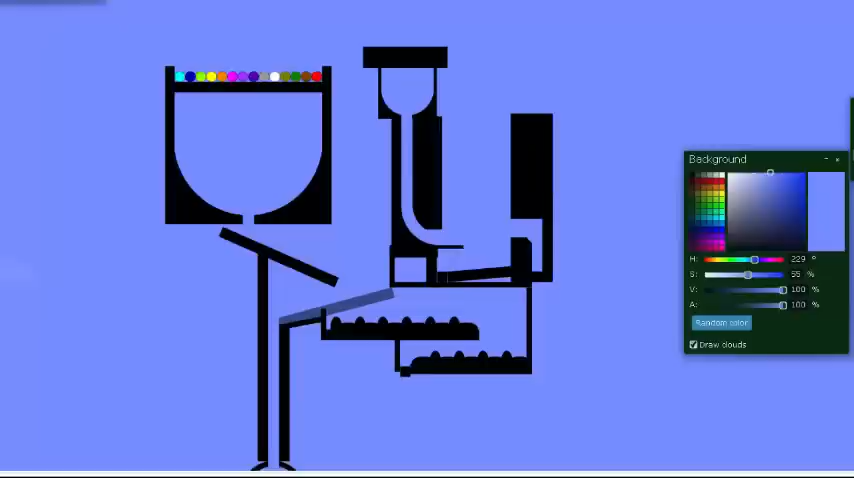 Background
H: 229 °
S: 55 %
V: 100 %
A: 100 %
Random color
Draw clouds